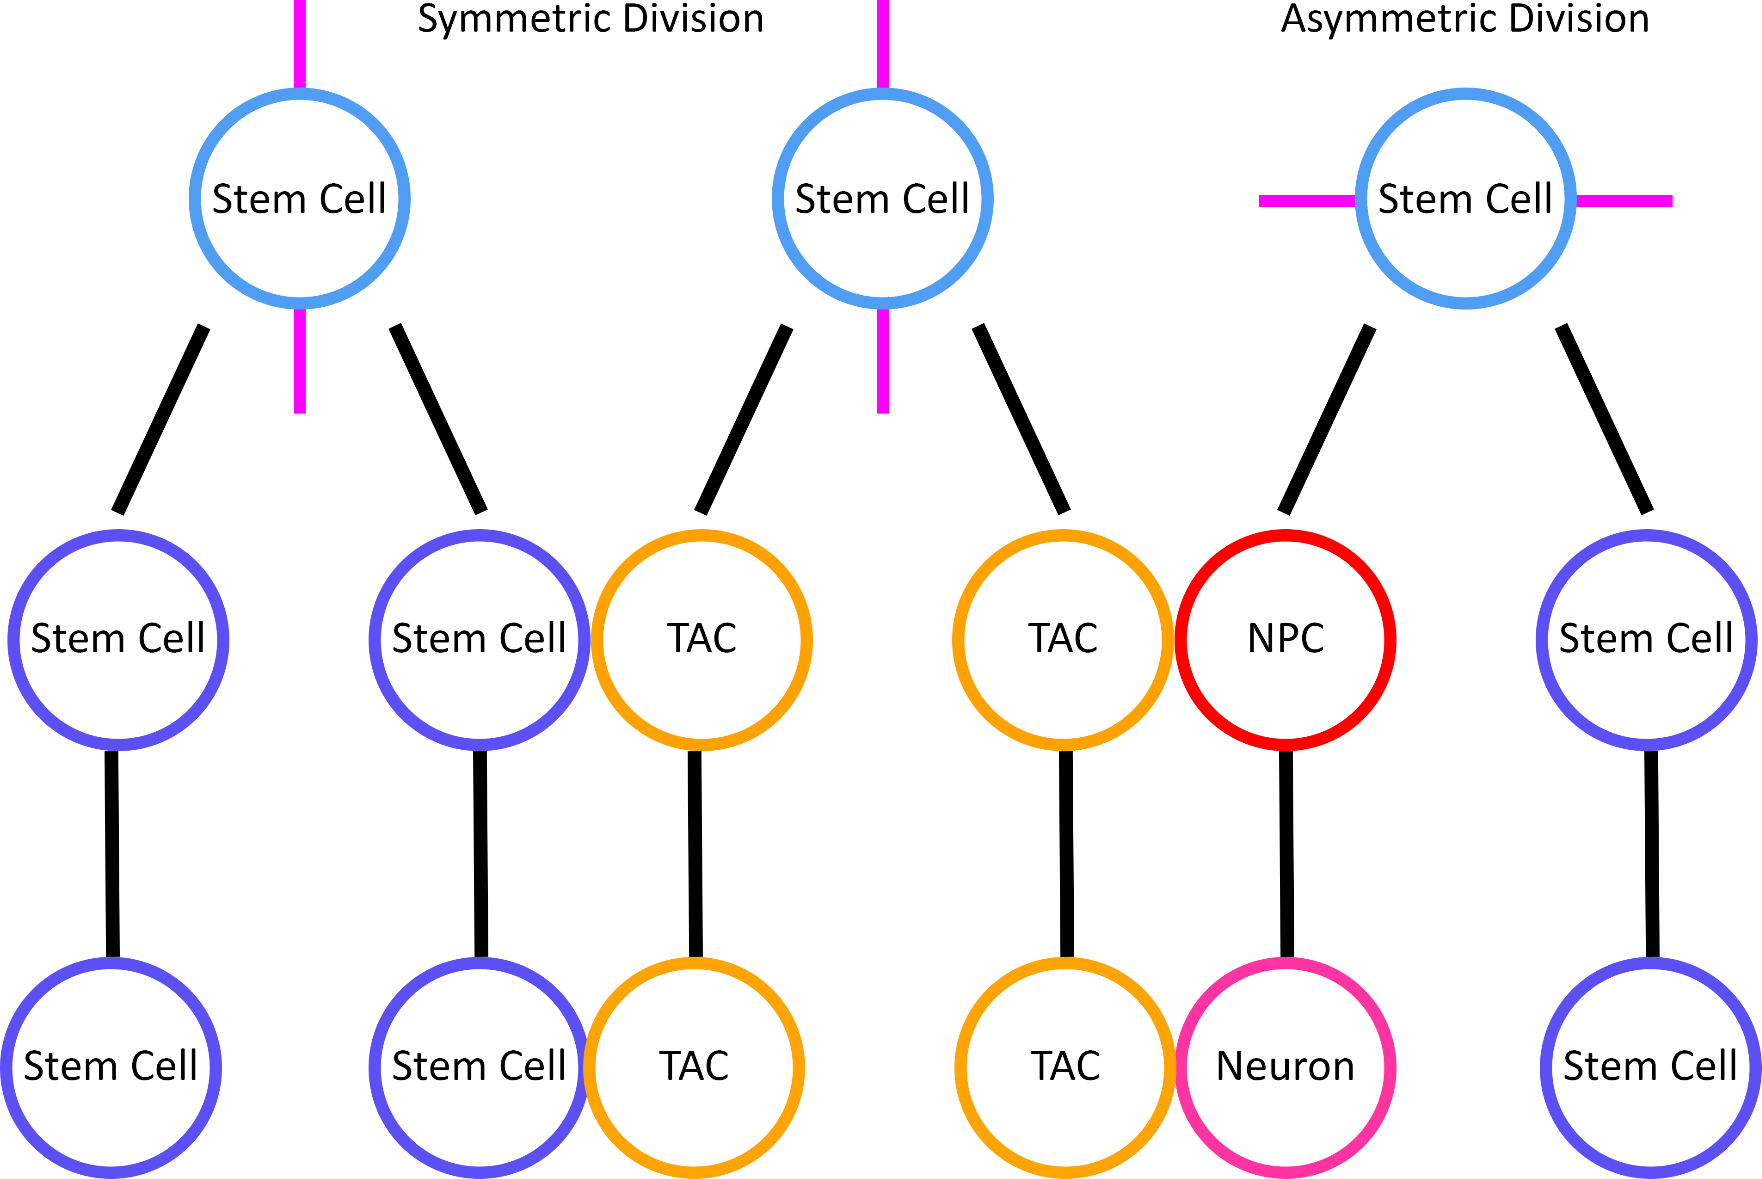 Symmetric Division
Asymmetric Division
Stem Cell
Stem Cell
Stem Cell
Stem Cell
Stem Cell
TAC
TAC
NPC
Stem Cell
Stem Cell
Stem Cell
TAC
TAC
Neuron
Stem Cell